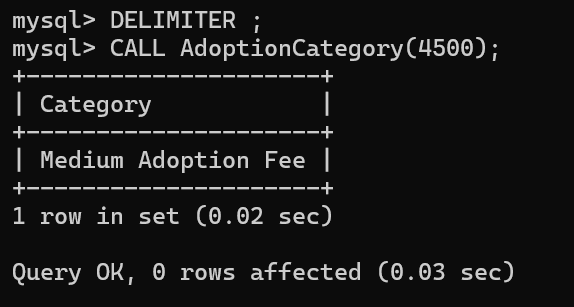 mysql> DELIMITER ;
mysql> CALL AdoptionCategory(4500);
+---------------------+
| Category            |
+---------------------+
| Medium Adoption Fee |
+---------------------+
1 row in set (0.02 sec)

Query OK, 0 rows affected (0.03 sec)